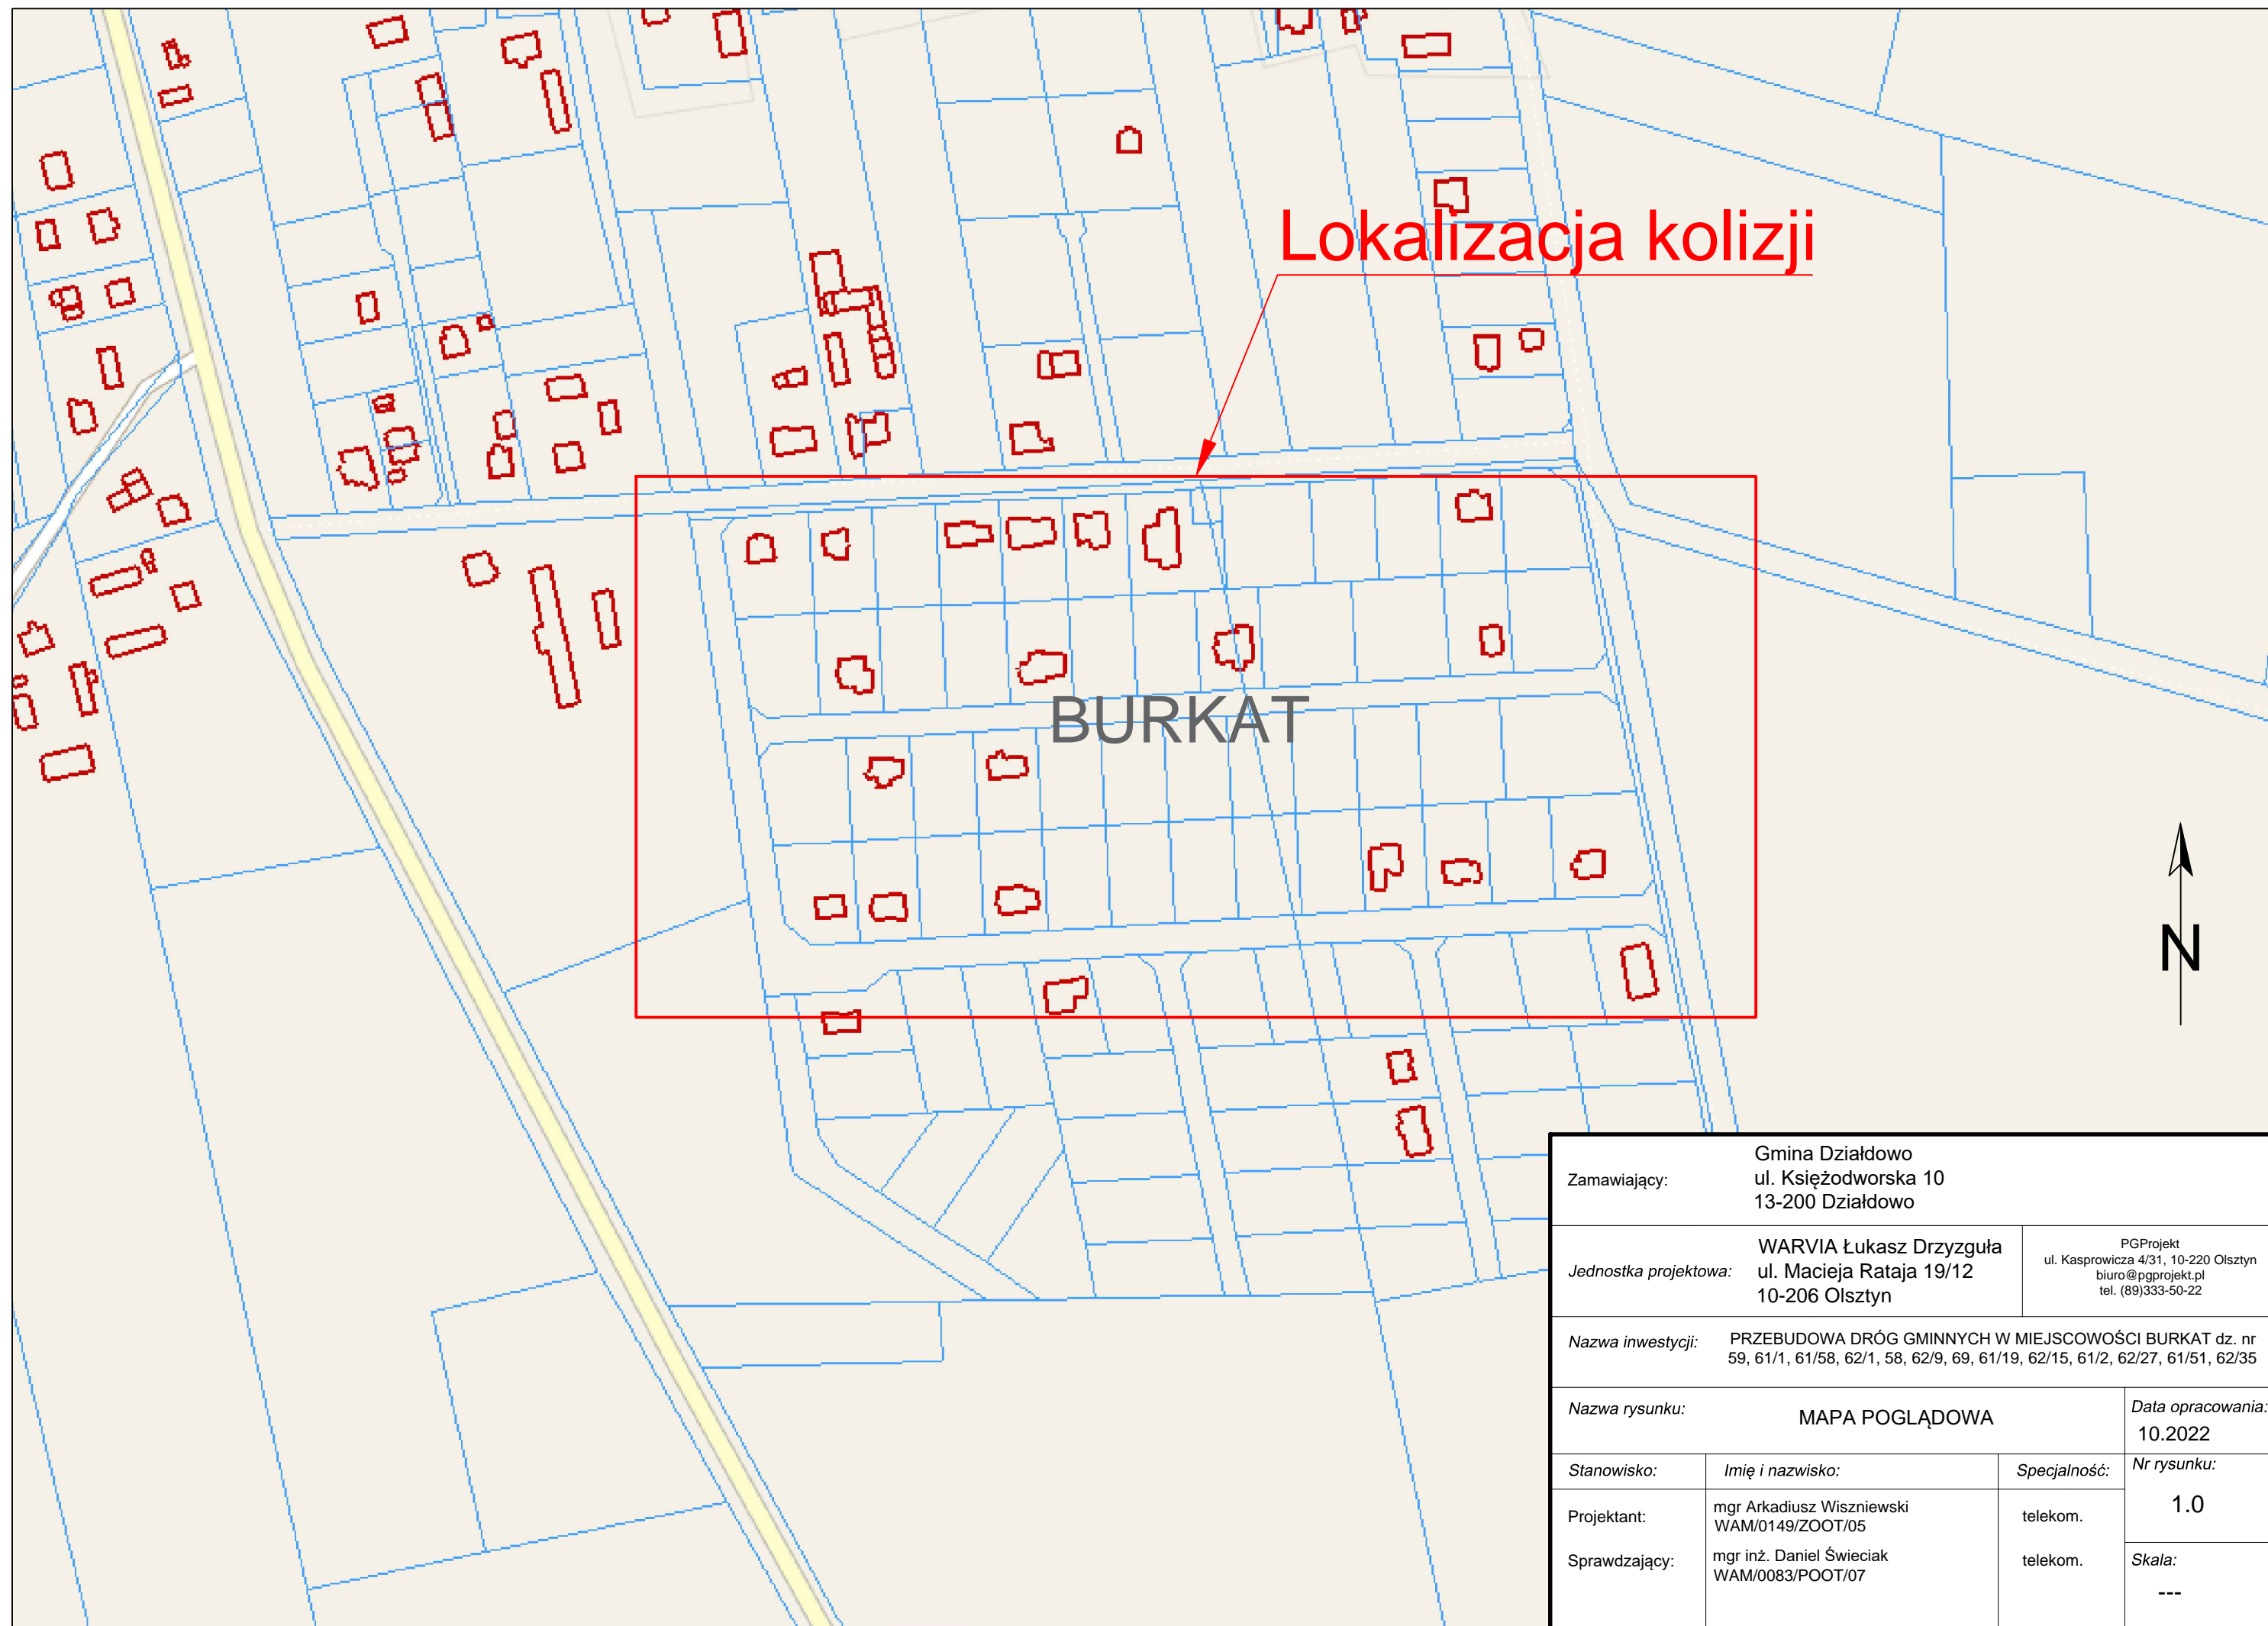 Lokalizacja kolizji
BURKAT
N
Zamawiający:
Gmina Działdowo
ul. Księżodworska 10
13-200 Działdowo
Jednostka projektowa:
WARVIA Łukasz Drzyzguła
ul. Macieja Rataja 19/12
10-206 Olsztyn
PGProjekt
ul. Kasprowicza 4/31, 10-220 Olsztyn
biuro@pgprojekt.pl
tel. (89)333-50-22
Nazwa inwestycji:
PRZEBUDOWA DRÓG GMINNYCH W MIEJSCOWOŚCI BURKAT dz. nr
59, 61/1, 61/58, 62/1, 58, 62/9, 69, 61/19, 62/15, 61/2, 62/27, 61/51, 62/35
Nazwa rysunku:
MAPA POGLĄDOWA
Data opracowania:
10.2022
Stanowisko:
Imię i nazwisko:
Specjalność:
Nr rysunku:
1.0
Projektant:
mgr Arkadiusz Wiszniewski
WAM/0149/ZOOT/05
telekom.
Sprawdzający:
mgr inż. Daniel Świeciak
WAM/0083/POOT/07
telekom.
Skala:
---